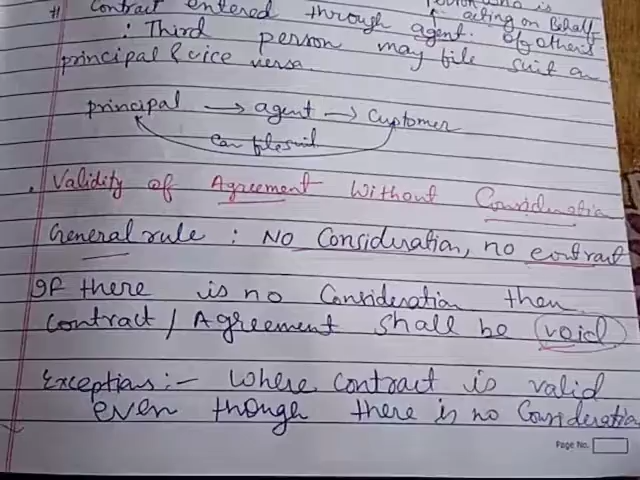 # Contract entered through agent. acting on Behalf of others
: Third person may file suit on
principal & vice versa.
principal → agent → Customer
Can file suit
. Validity of Agreement Without Consideration
General rule : No Consideration, no contract
If there is no Consideration then
contract / Agreement shall be void
Exceptions :- Where contract is valid
even though there is no Consideration
Page No.